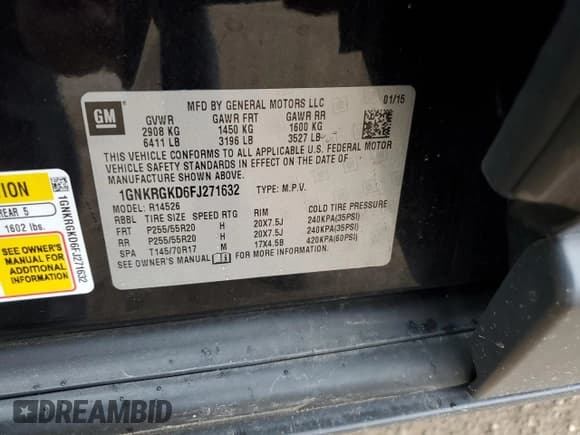 GM
MFD BY GENERAL MOTORS LLC 01/15
GVWR GAWR FRT GAWR RR
2908 KG 1450 KG 1600 KG
6411 LB 3196 LB 3527 LB
THIS VEHICLE CONFORMS TO ALL APPLICABLE U.S. FEDERAL MOTOR
VEHICLE SAFETY STANDARDS IN EFFECT ON THE DATE OF
MANUFACTURE SHOWN ABOVE.
1GNKRGKD6FJ271632 TYPE: M.P.V.
MODEL: R14526
RBBL TIRE SIZE SPEED RTG RIM COLD TIRE PRESSURE
FRT P255/55R20 H 20X7.5J 240KPA(35PSI)
RR P255/55R20 H 20X7.5J 240KPA(35PSI)
SPA T145/70R17 M 17X4.5B 420KPA(60PSI)
SEE OWNER'S MANUAL FOR MORE INFORMATION.
TION
REAR 5
1602 lbs.
SEE OWNER'S
MANUAL FOR
ADDITIONAL
INFORMATION
1GNKRGKD6FJ271632
DREAMBID